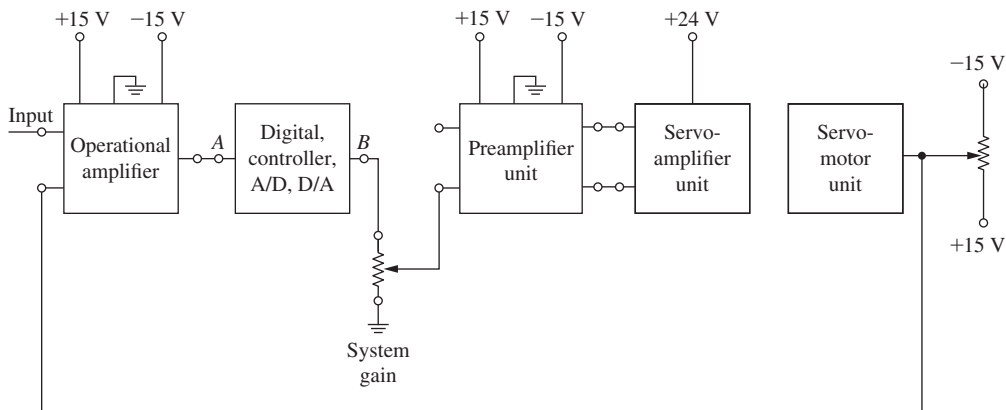 +15 V
−15 V
+15 V
−15 V
+24 V
−15 V
Input
Operational
amplifier
A
Digital,
controller,
A/D, D/A
B
Preamplifier
unit
Servo-
amplifier
unit
Servo-
motor
unit
+15 V
System
gain